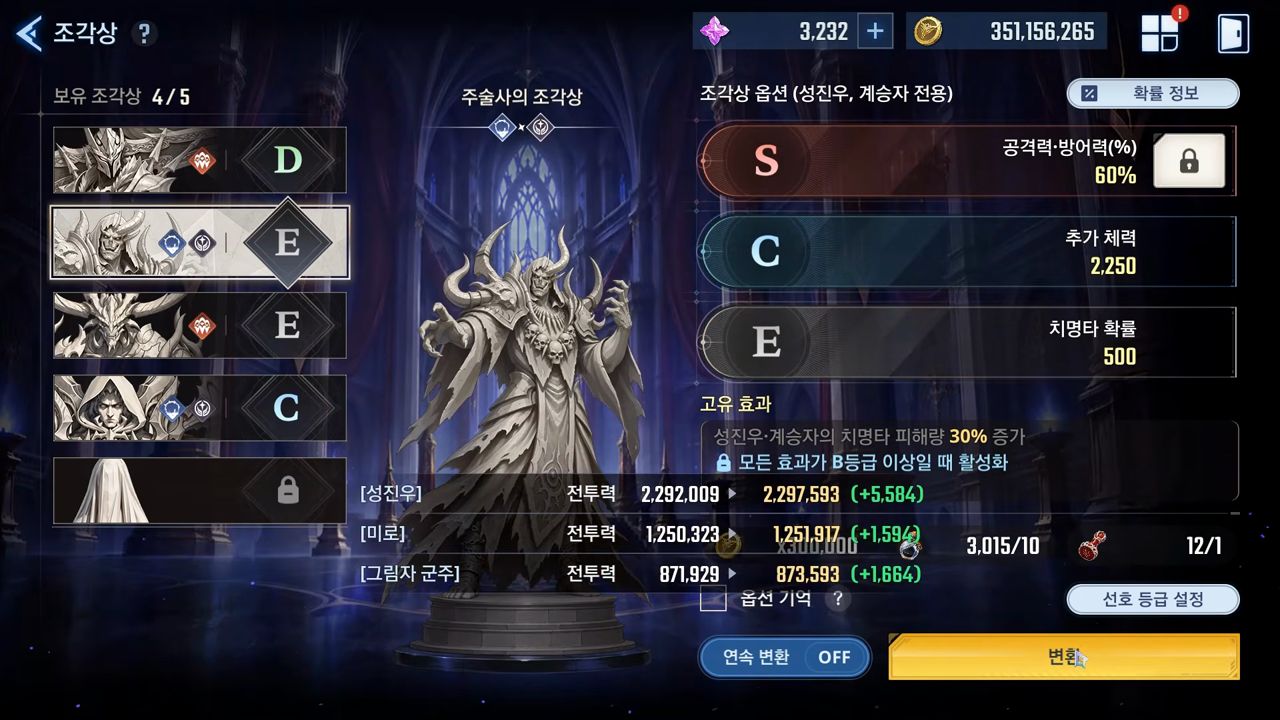 조각상 ?
3,232 +
351,156,265
!
보유 조각상 4/5
D
E
E
C
주술사의 조각상
조각상 옵션 (성진우, 계승자 전용)
확률 정보
S
공격력·방어력(%)
60%
C
추가 체력
2,250
E
치명타 확률
500
고유 효과
성진우·계승자의 치명타 피해량 30% 증가
모든 효과가 B등급 이상일 때 활성화
[성진우] 전투력 2,292,009 2,297,593 (+5,584)
[미로] 전투력 1,250,323 1,251,917 (+1,594)
[그림자 군주] 전투력 871,929 873,593 (+1,664)
x300,000
3,015/10
12/1
옵션 기억 ?
선호 등급 설정
연속 변환 OFF
변환